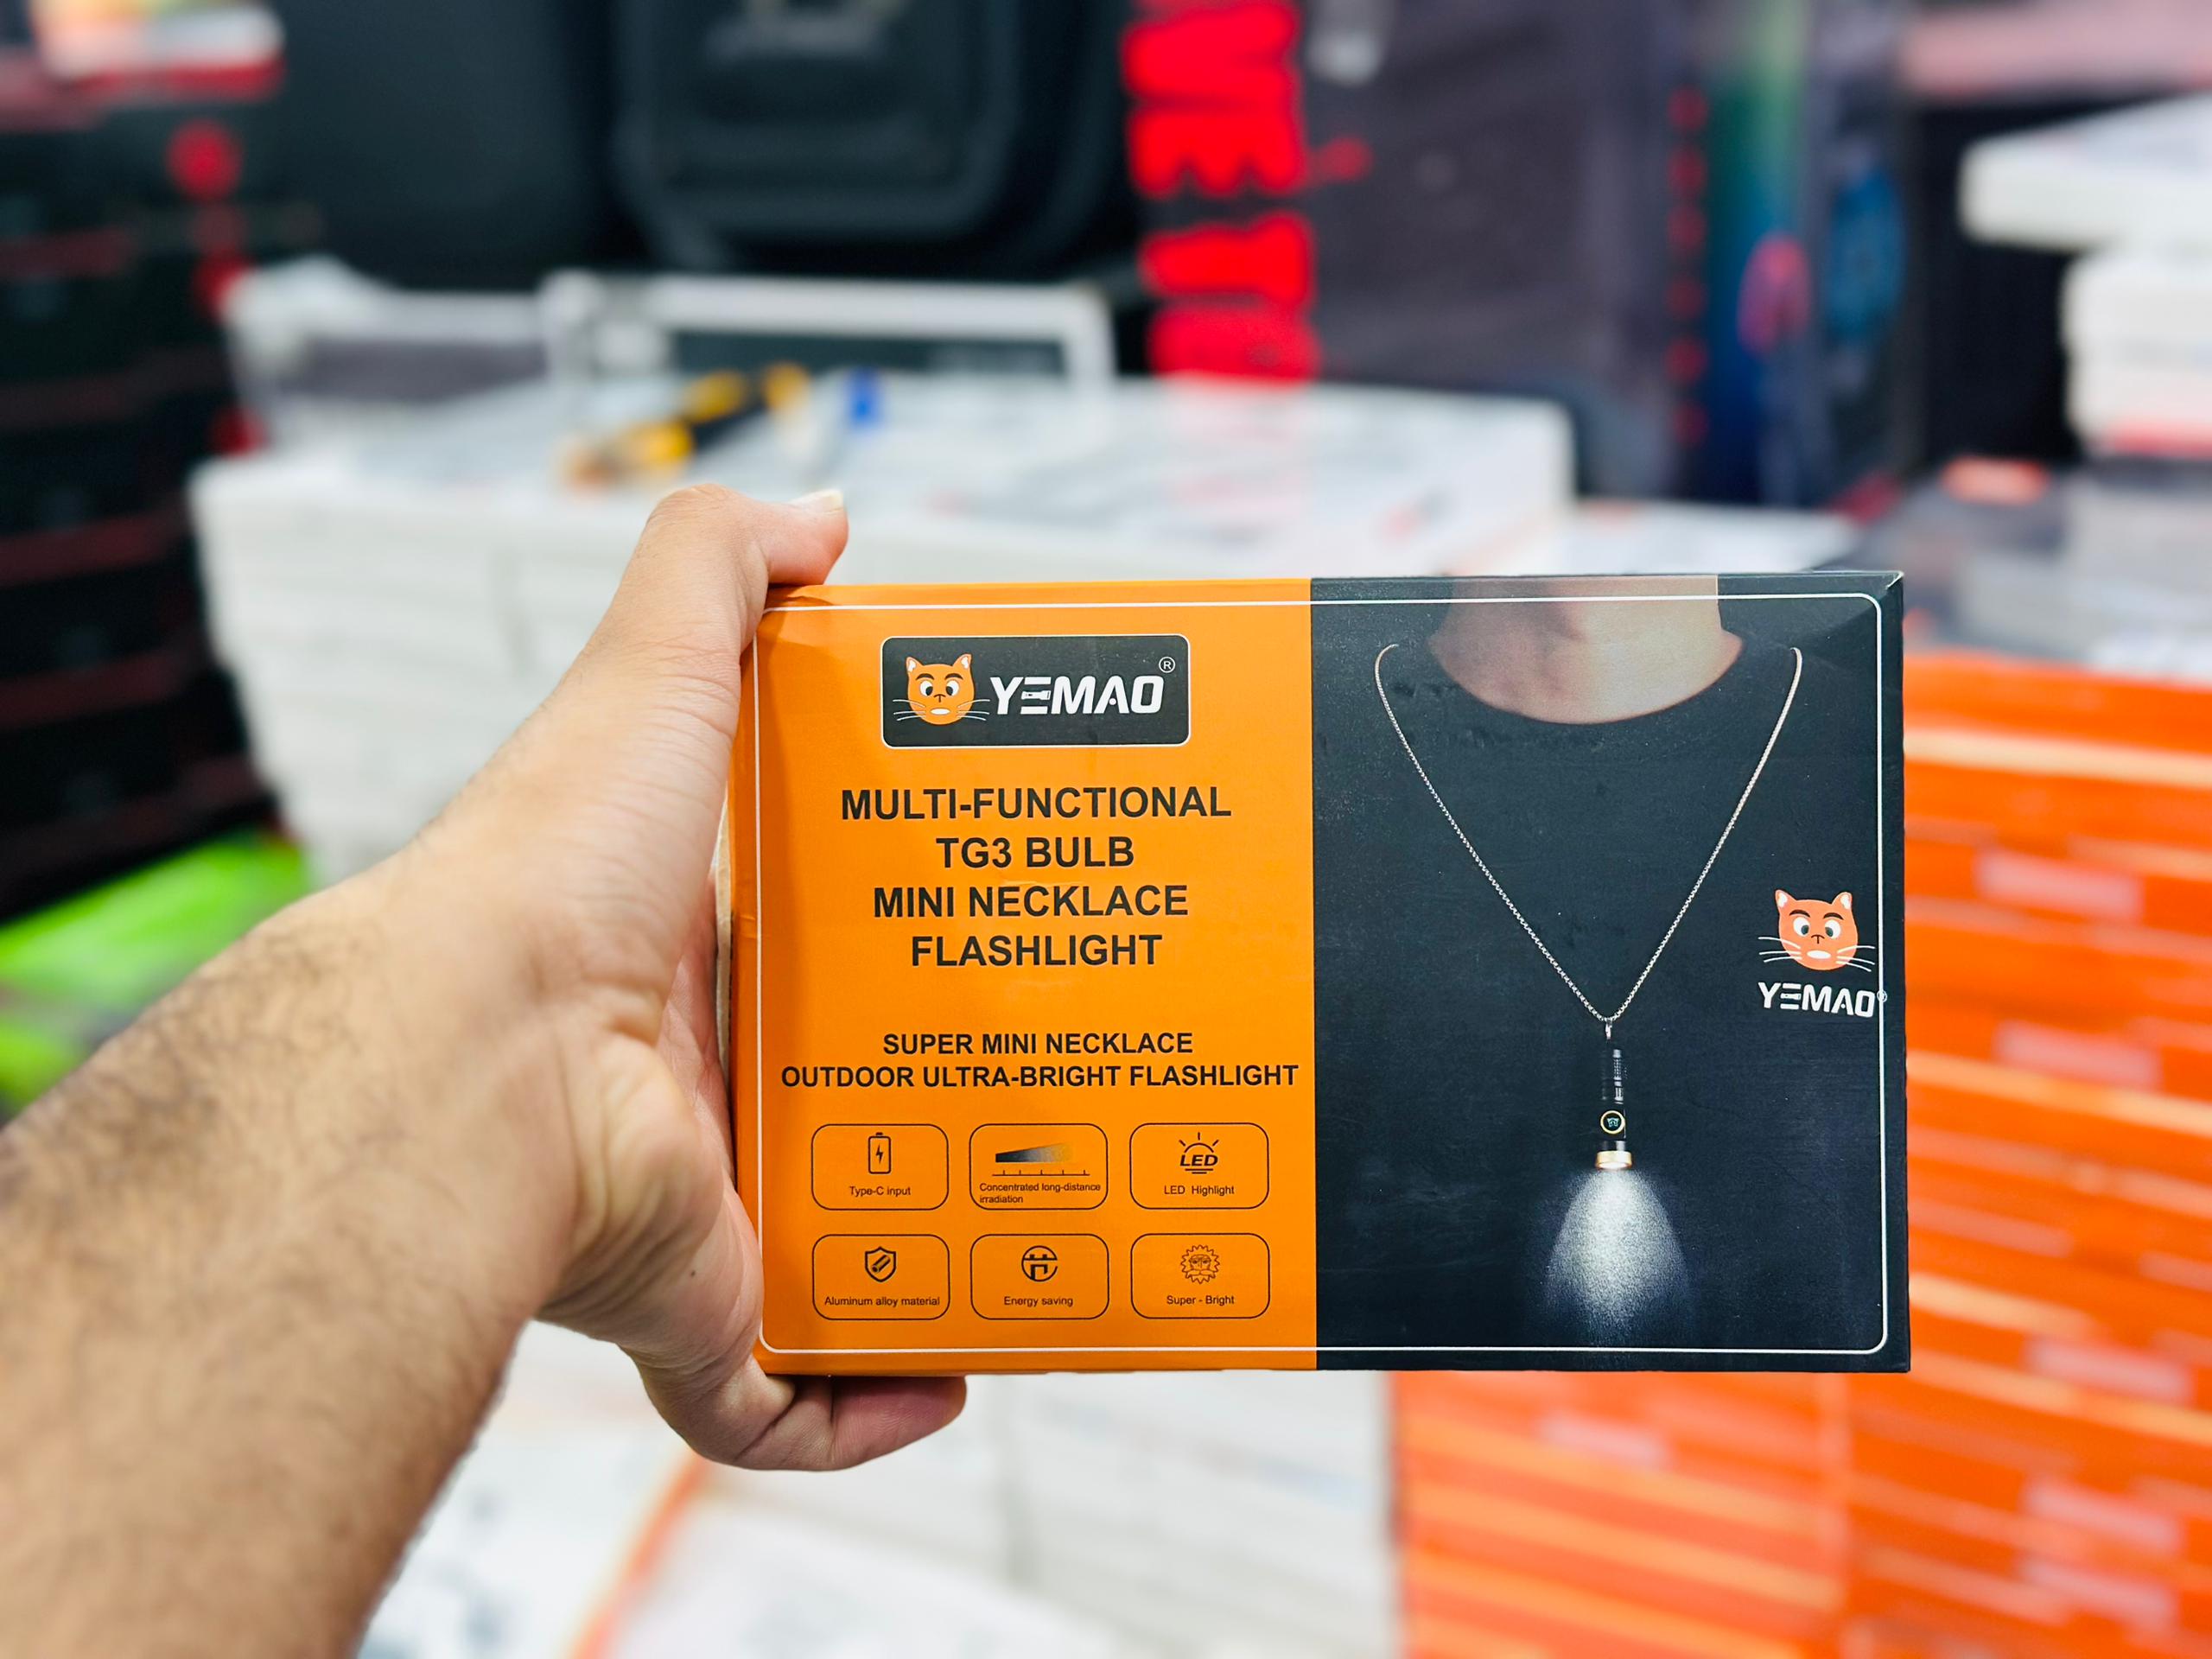 YEMAO®
MULTI-FUNCTIONAL
TG3 BULB
MINI NECKLACE
FLASHLIGHT
SUPER MINI NECKLACE
OUTDOOR ULTRA-BRIGHT FLASHLIGHT
Type-C input
Concentrated long-distance
irradiation
LED
LED Highlight
Aluminum alloy material
Energy saving
Super - Bright
YEMAO®